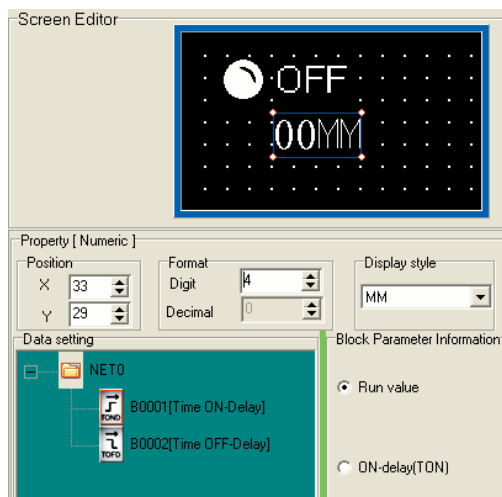 Screen Editor
OFF
00MM
Property [ Numeric ]
Position
X 33
Y 29
Format
Digit 4
Decimal 0
Display style
MM
Data setting
NET0
TOND
B0001[Time ON-Delay]
TOFD
B0002[Time OFF-Delay]
Block Parameter Information
Run value
ON-delay(TON)